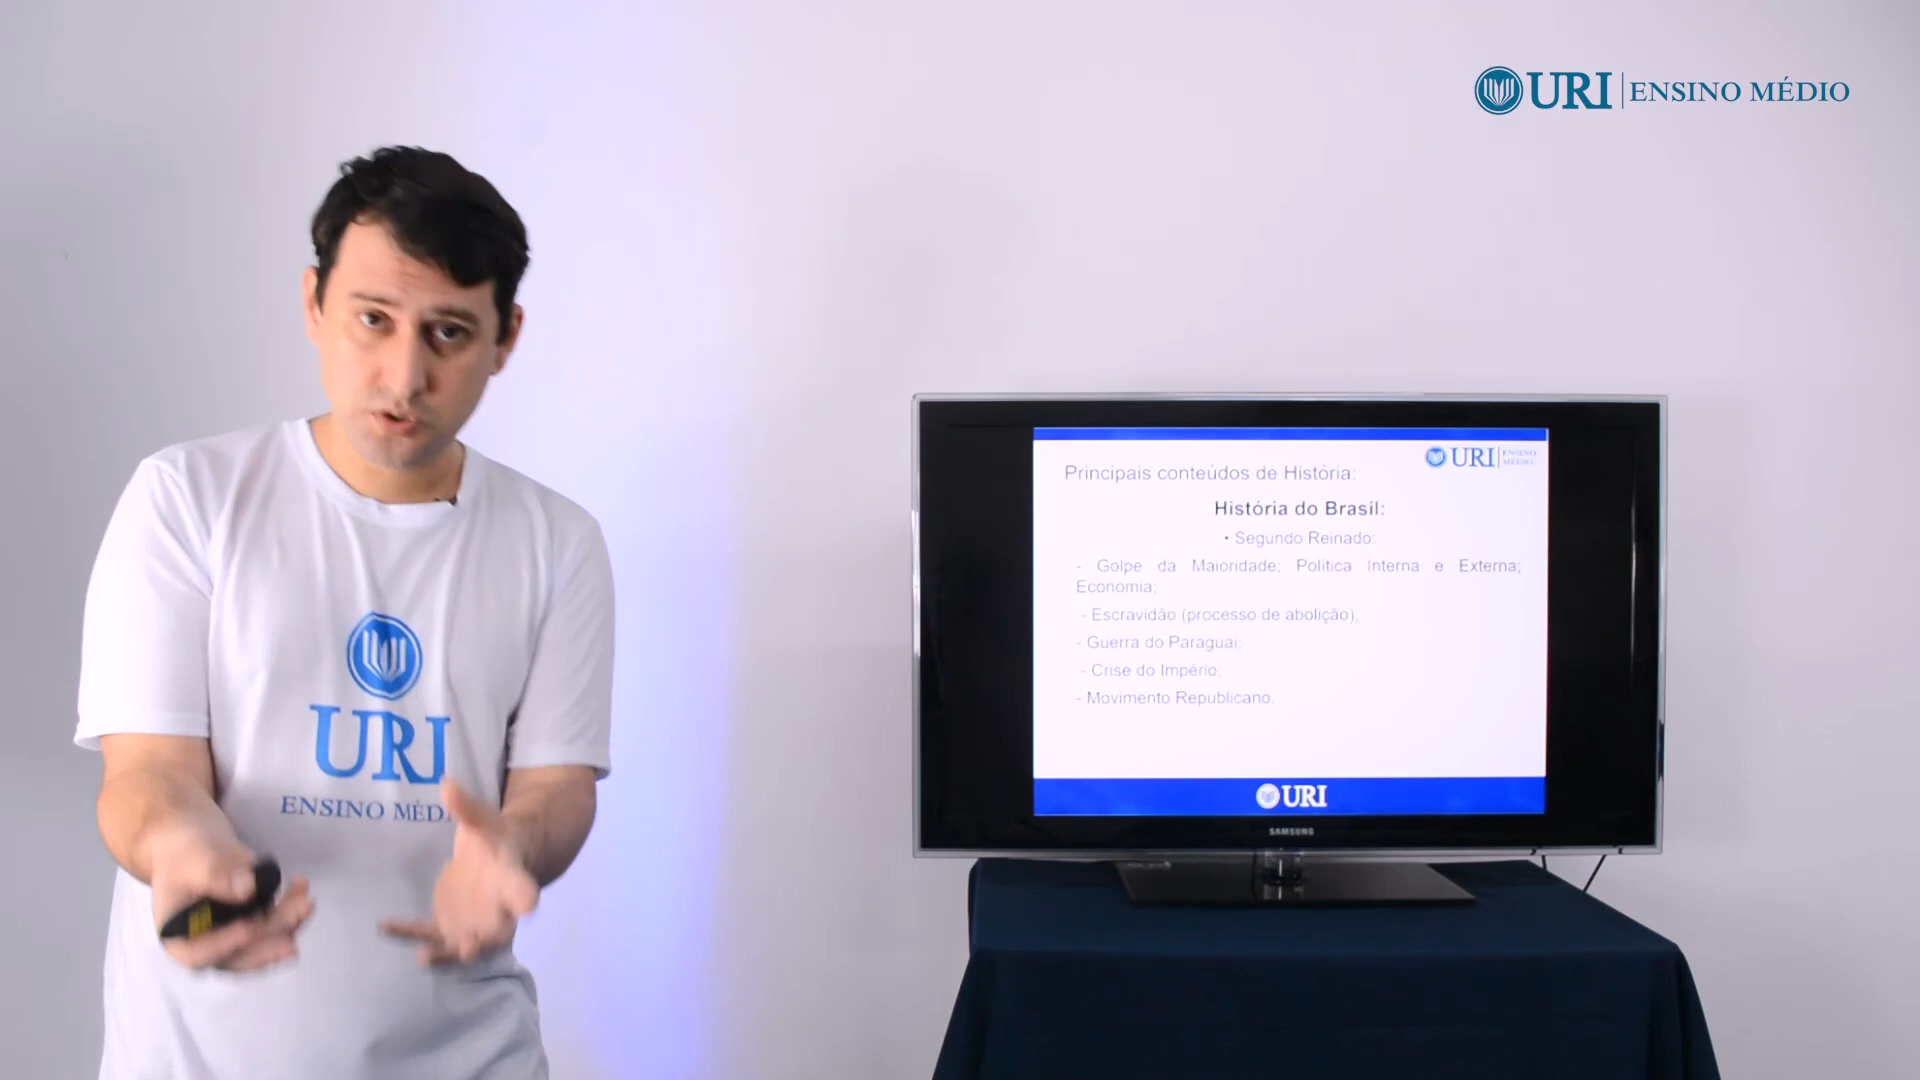 URI ENSINO MÉDIO
URI ENSINO MÉDIO
Principais conteúdos de História:
História do Brasil:
• Segundo Reinado:
- Golpe da Maioridade; Política Interna e Externa;
Economia;
- Escravidão (processo de abolição);
- Guerra do Paraguai;
- Crise do Império;
- Movimento Republicano.
URI
SAMSUNG
URI
ENSINO MÉD